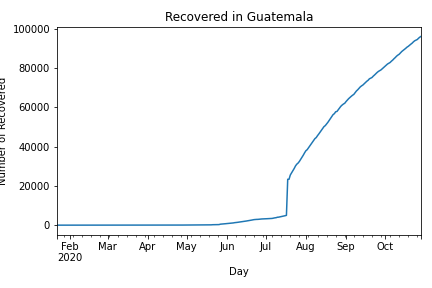 Recovered in Guatemala
100000
80000
60000
40000
20000
0
Number of Recovered
Feb Mar Apr May Jun Jul Aug Sep Oct
2020
Day